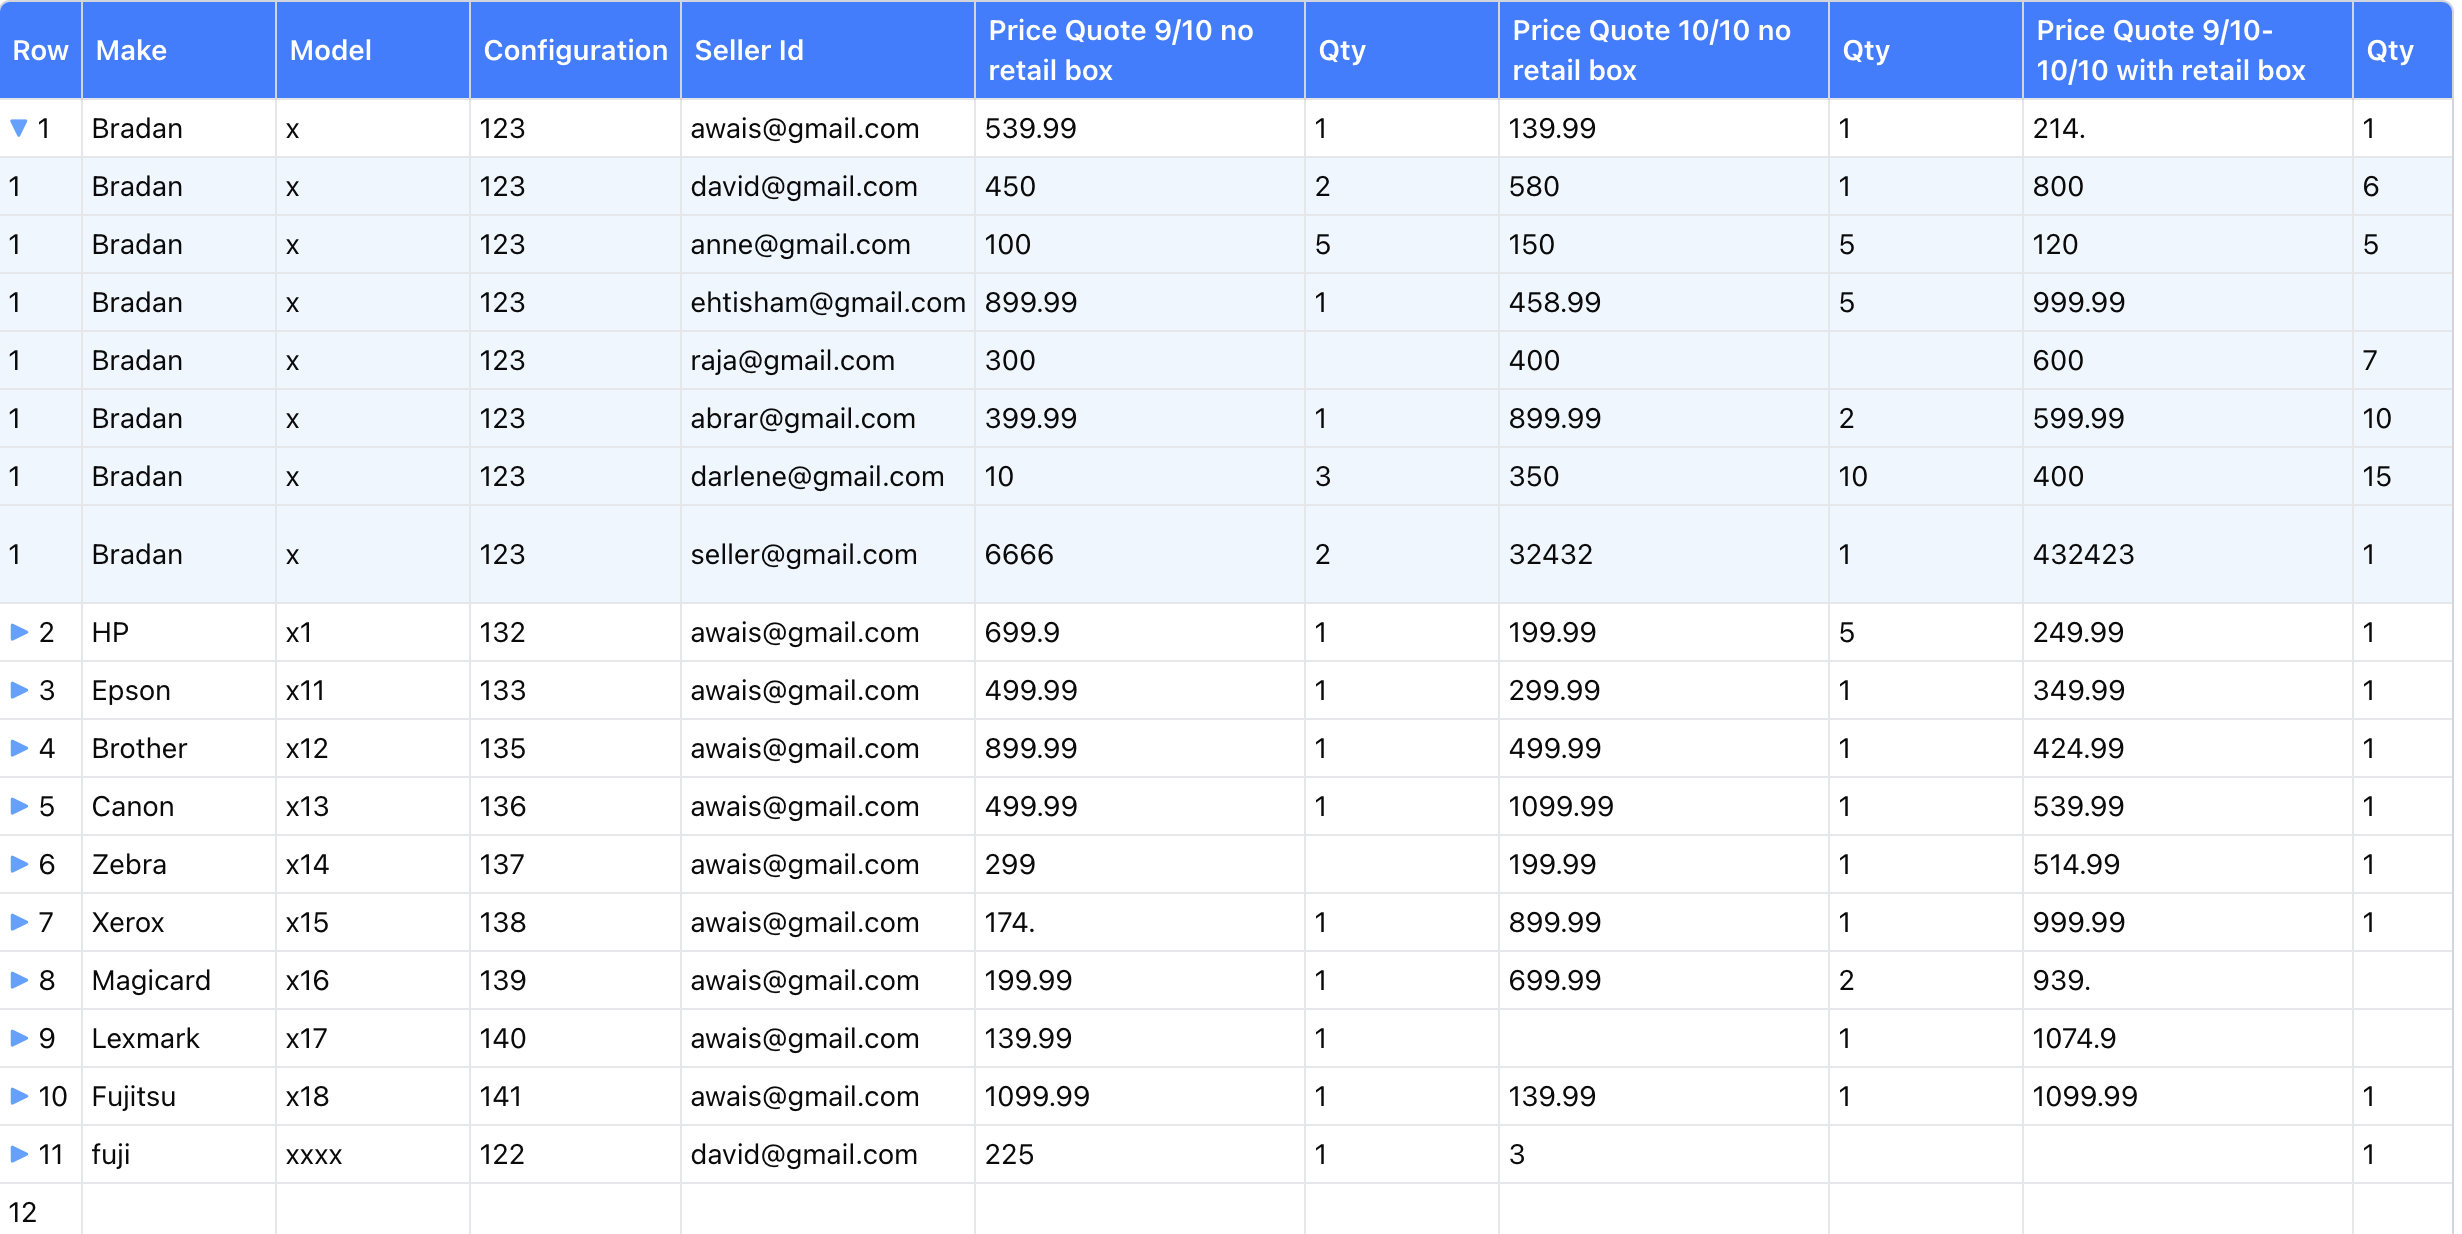 Row Make Model Configuration Seller Id Price Quote 9/10 no retail box Qty Price Quote 10/10 no retail box Qty Price Quote 9/10-10/10 with retail box Qty
1 Bradan x 123 awais@gmail.com 539.99 1 139.99 1 214. 1
1 Bradan x 123 david@gmail.com 450 2 580 1 800 6
1 Bradan x 123 anne@gmail.com 100 5 150 5 120 5
1 Bradan x 123 ehtisham@gmail.com 899.99 1 458.99 5 999.99
1 Bradan x 123 raja@gmail.com 300 400 600 7
1 Bradan x 123 abrar@gmail.com 399.99 1 899.99 2 599.99 10
1 Bradan x 123 darlene@gmail.com 10 3 350 10 400 15
1 Bradan x 123 seller@gmail.com 6666 2 32432 1 432423 1
2 HP x1 132 awais@gmail.com 699.9 1 199.99 5 249.99 1
3 Epson x11 133 awais@gmail.com 499.99 1 299.99 1 349.99 1
4 Brother x12 135 awais@gmail.com 899.99 1 499.99 1 424.99 1
5 Canon x13 136 awais@gmail.com 499.99 1 1099.99 1 539.99 1
6 Zebra x14 137 awais@gmail.com 299 199.99 1 514.99 1
7 Xerox x15 138 awais@gmail.com 174. 1 899.99 1 999.99 1
8 Magicard x16 139 awais@gmail.com 199.99 1 699.99 2 939.
9 Lexmark x17 140 awais@gmail.com 139.99 1 1 1074.9
10 Fujitsu x18 141 awais@gmail.com 1099.99 1 139.99 1 1099.99 1
11 fuji xxxx 122 david@gmail.com 225 1 3 1
12